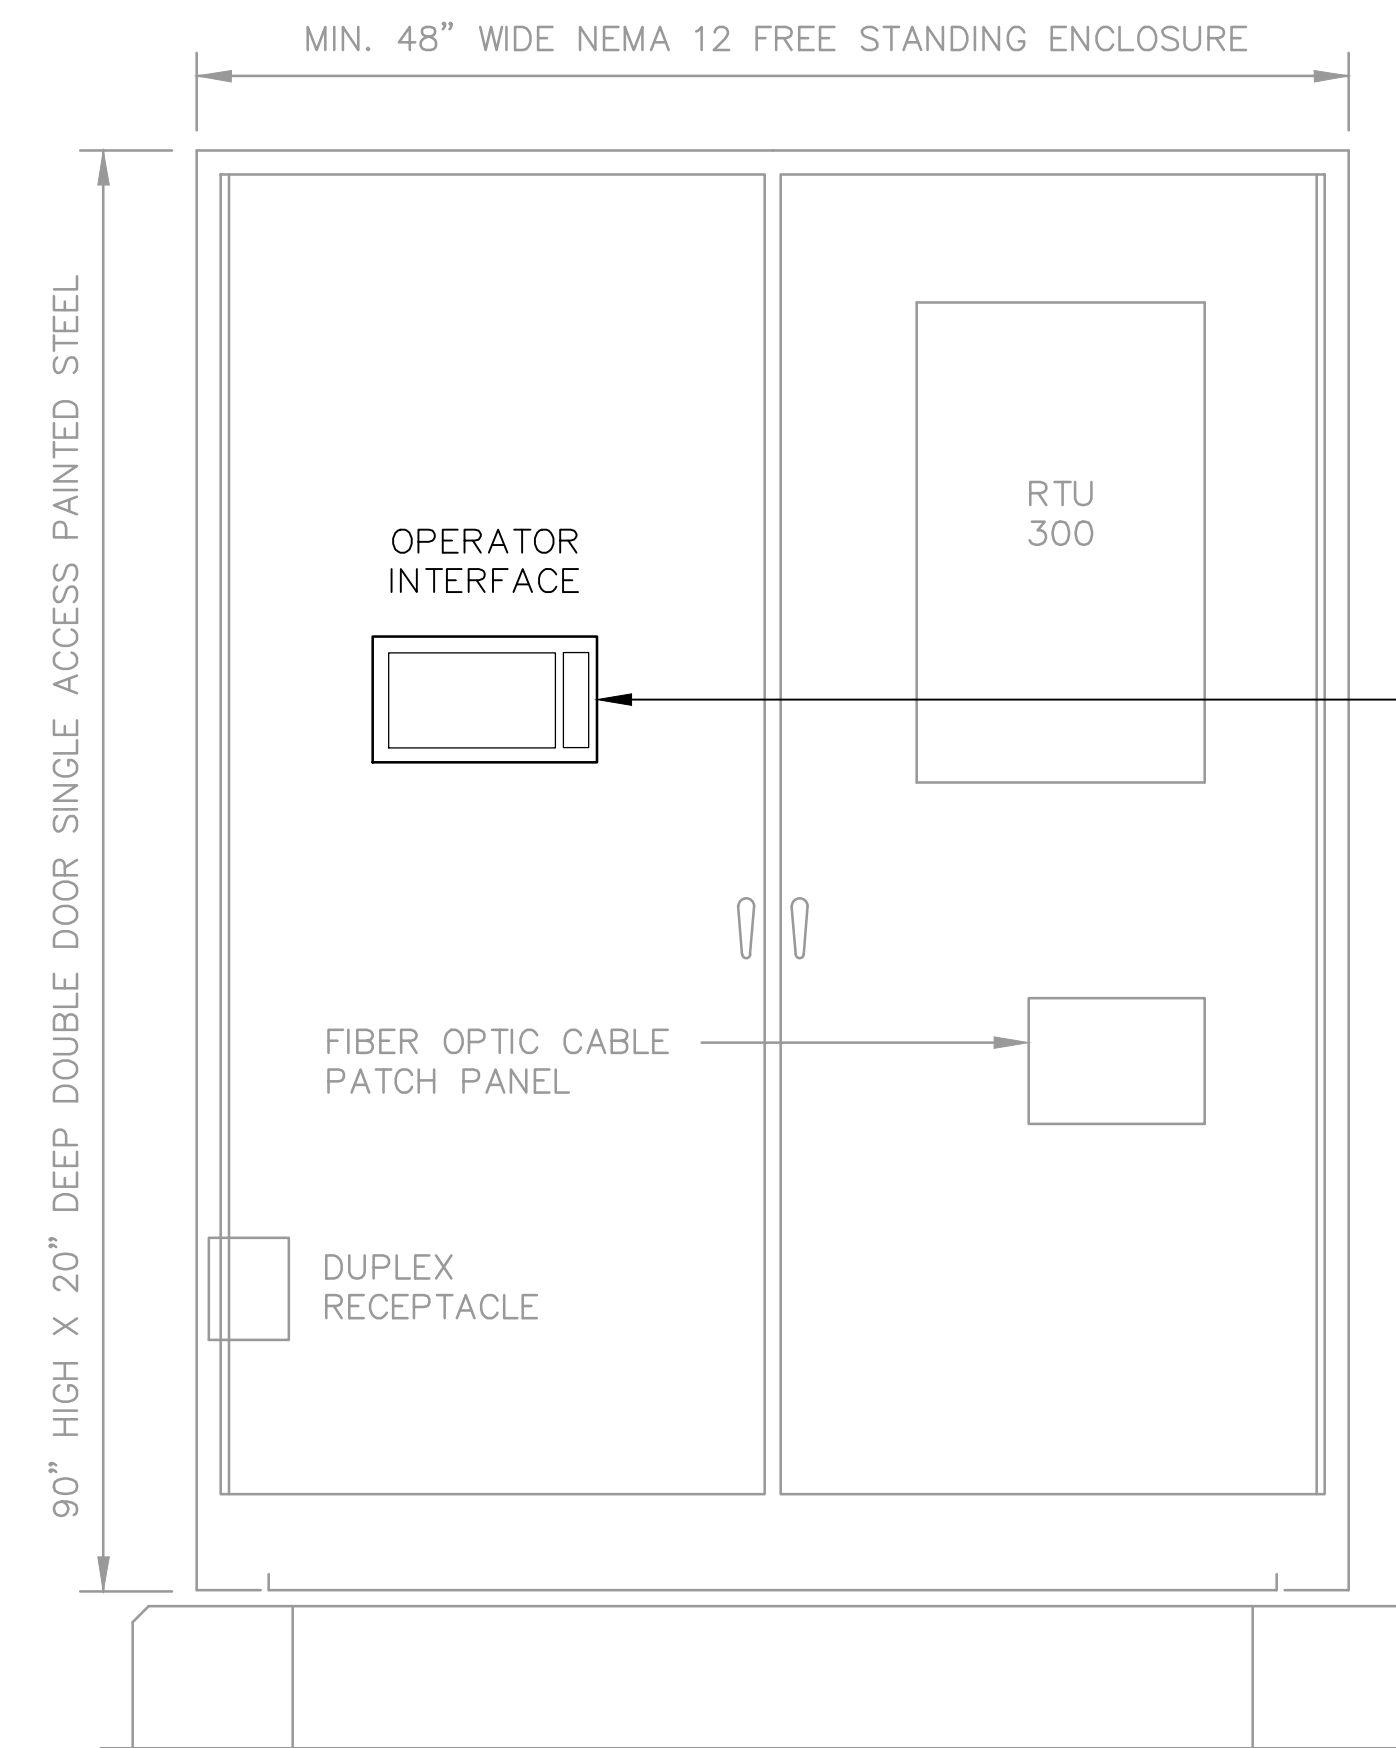 MIN. 48” WIDE NEMA 12 FREE STANDING ENCLOSURE
90” HIGH X 20” DEEP DOUBLE DOOR SINGLE ACCESS PAINTED STEEL
OPERATOR
INTERFACE
RTU
300
FIBER OPTIC CABLE
PATCH PANEL
DUPLEX
RECEPTACLE